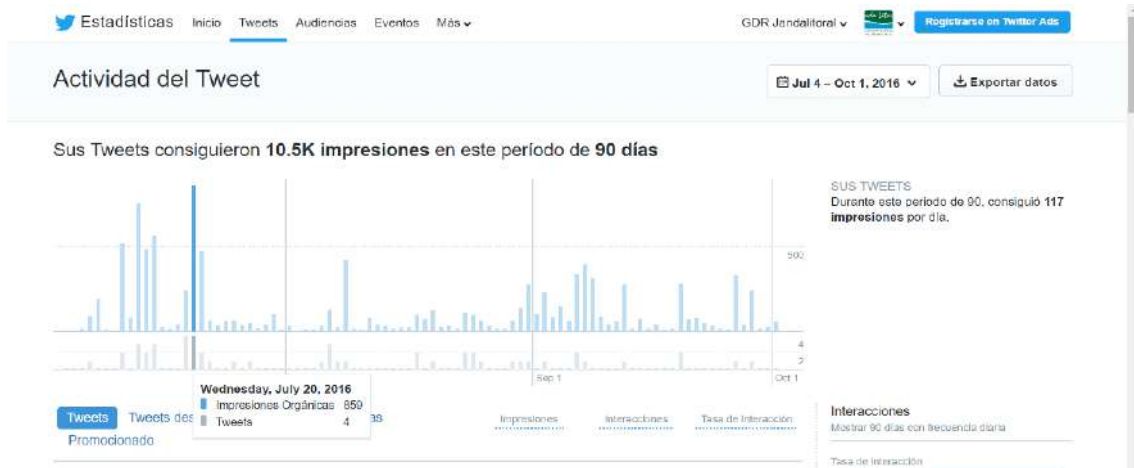 Estadísticas Inicio Tweets Audiencias Eventos Más GDR Jandalitoral Registrarse en Twitter Ads
Actividad del Tweet
Jul 4 – Oct 1, 2016
Exportar datos
Sus Tweets consiguieron 10.5K impresiones en este período de 90 días
SUS TWEETS
Durante este período de 90, consiguió 117
impresiones por día.
500
4
2
Sep 1
Oct 1
Wednesday, July 20, 2016
Impresiones Orgánicas 859
Tweets 4
Tweets Tweets des as
Promocionado
Impresiones Interacciones Tasa de Interacción
Interacciones
Mostrar 90 días con frecuencia diaria
Tasa de Interacción